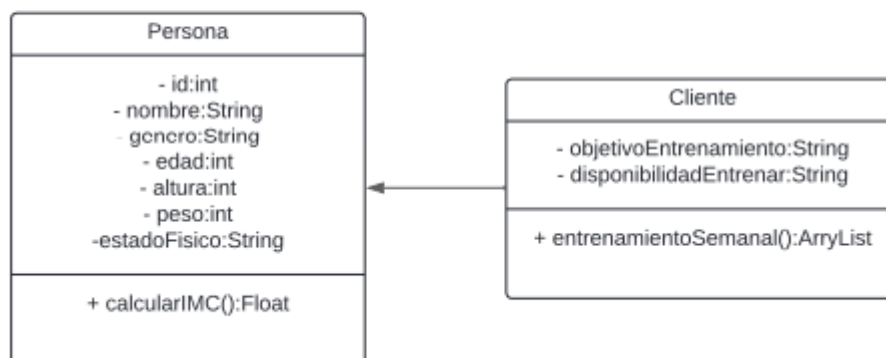 Persona
- id:int
- nombre:String
- genero:String
- edad:int
- altura:int
- peso:int
-estadoFisico:String
+ calcularIMC():Float
Cliente
- objetivoEntrenamiento:String
- disponibilidadEntrenar:String
+ entrenamientoSemanal():ArryList